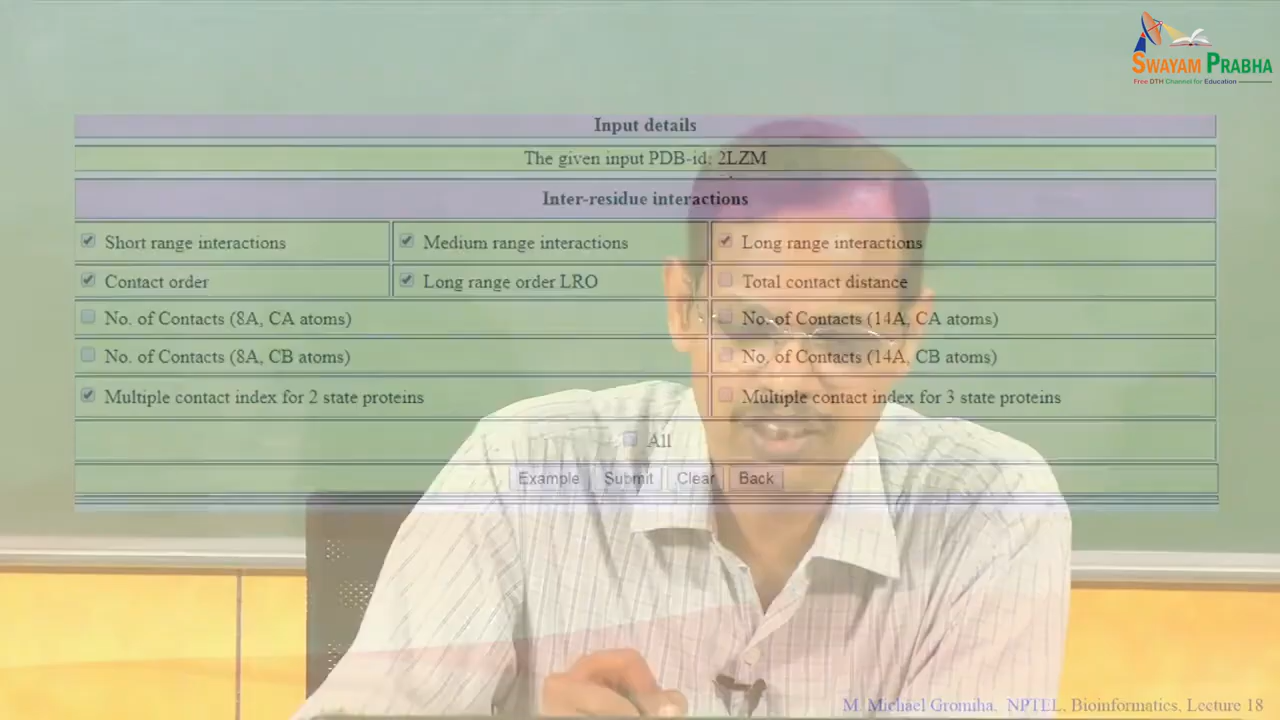 SWAYAM PRABHA
Free DTH Channel for Education
Input details
The given input PDB-id: 2LZM
Inter-residue interactions
Short range interactions
Medium range interactions
Long range interactions
Contact order
Long range order LRO
Total contact distance
No. of Contacts (8A, CA atoms)
No. of Contacts (14A, CA atoms)
No. of Contacts (8A, CB atoms)
No. of Contacts (14A, CB atoms)
Multiple contact index for 2 state proteins
Multiple contact index for 3 state proteins
All
Example Submit Clear Back
M. Michael Gromiha, NPTEL, Bioinformatics, Lecture 18